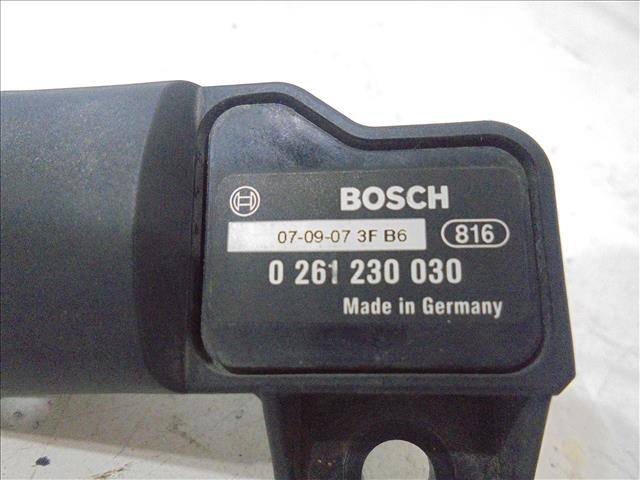 BOSCH
07-09-07 3F B6 816
0 261 230 030
Made in Germany